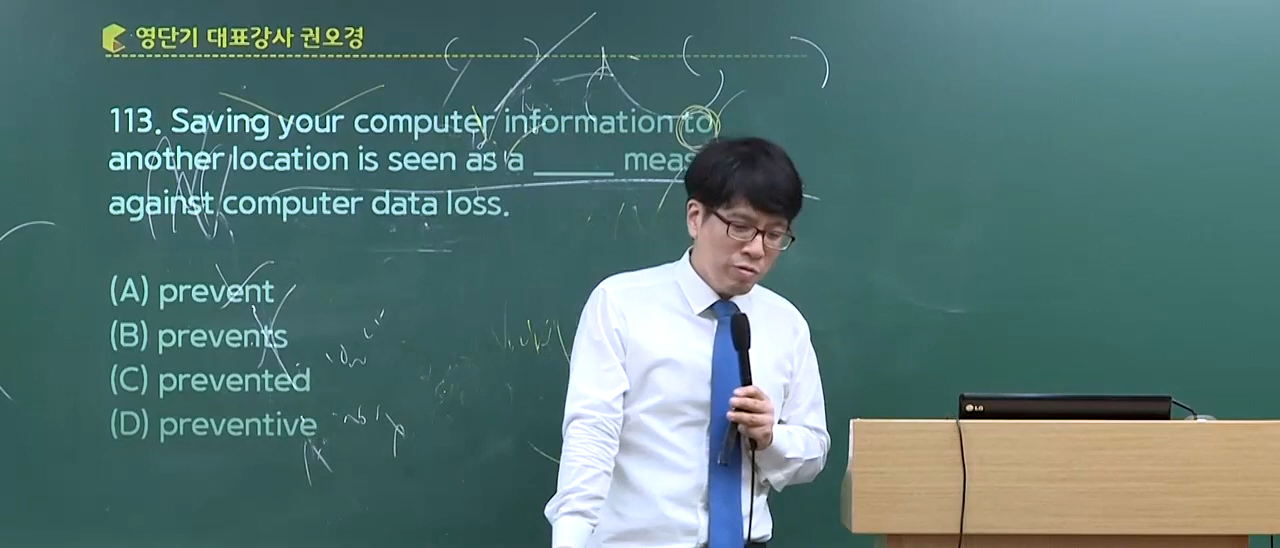 영단기 대표강사 권오경
113. Saving your computer information to
another location is seen as a ______ meas
against computer data loss.
(A) prevent
(B) prevents
(C) prevented
(D) preventive
LG